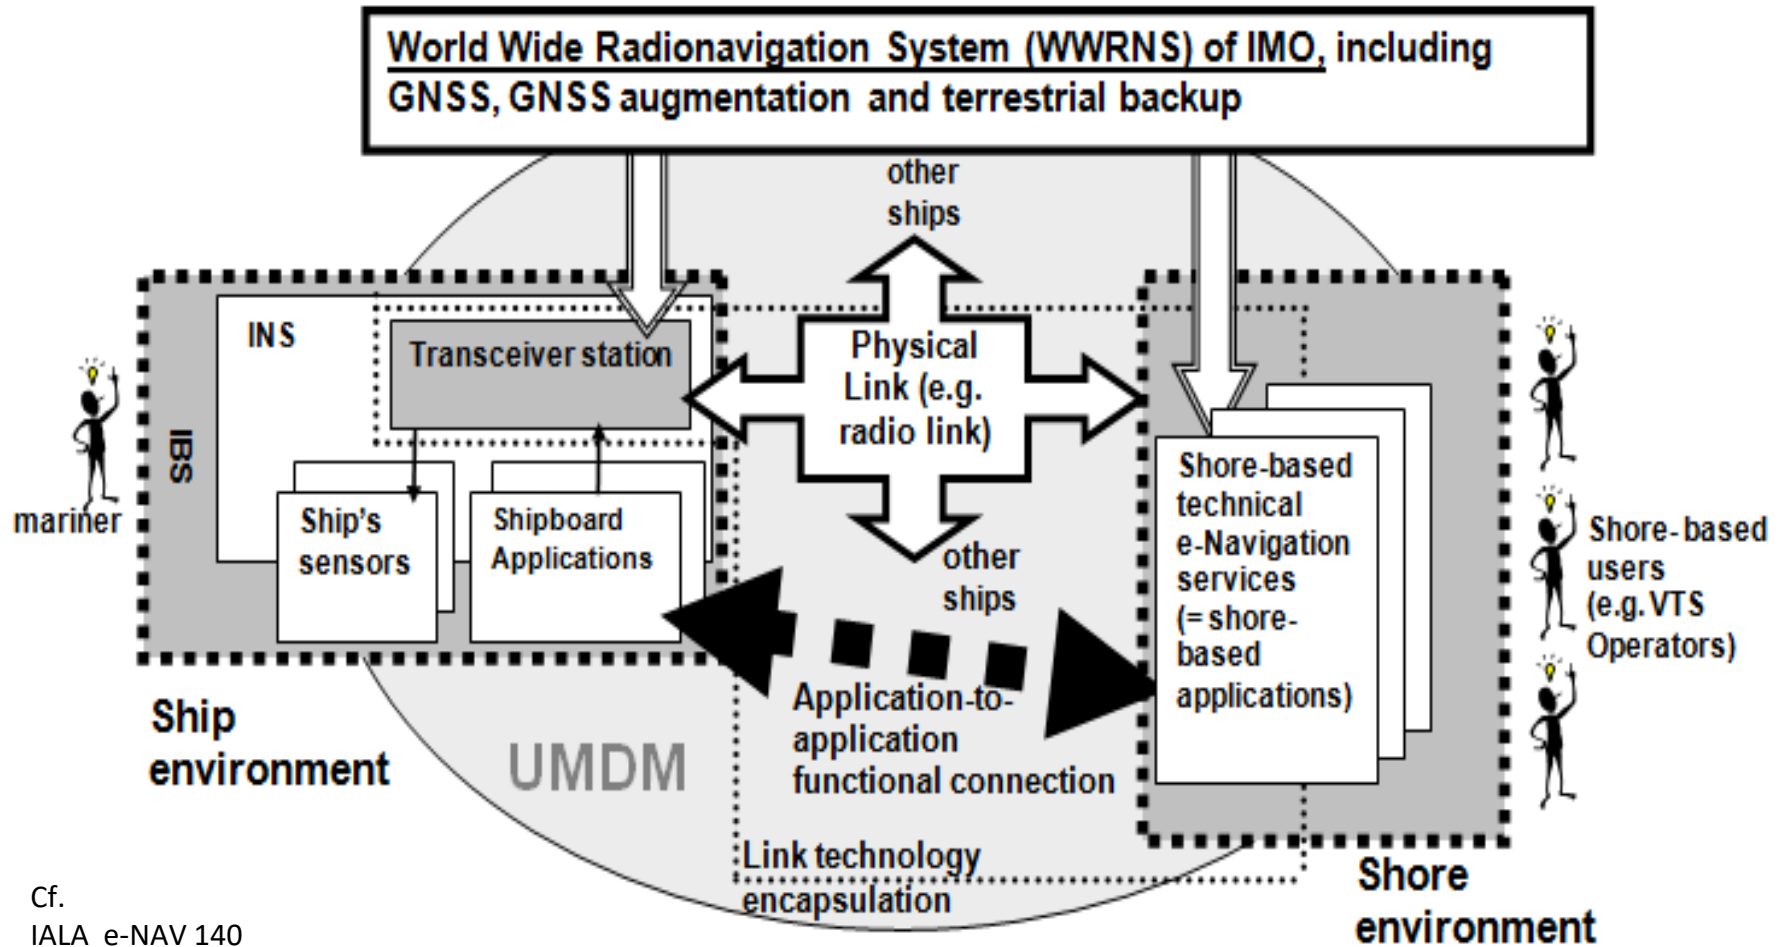 World Wide Radionavigation System (WWRNS) of IMO, including
GNSS, GNSS augmentation and terrestrial backup
other
ships
INS
Transceiver station
IBS
mariner
Ship's
sensors
Shipboard
Applications
Physical
Link (e.g.
radio link)
other
ships
Shore-based
technical
e-Navigation
services
(= shore-
based
applications)
Shore- based
users
(e.g. VTS
Operators)
Ship
environment
UMDM
Application-to-
application
functional connection
Link technology
encapsulation
Shore
environment
Cf.
IALA e-NAV 140